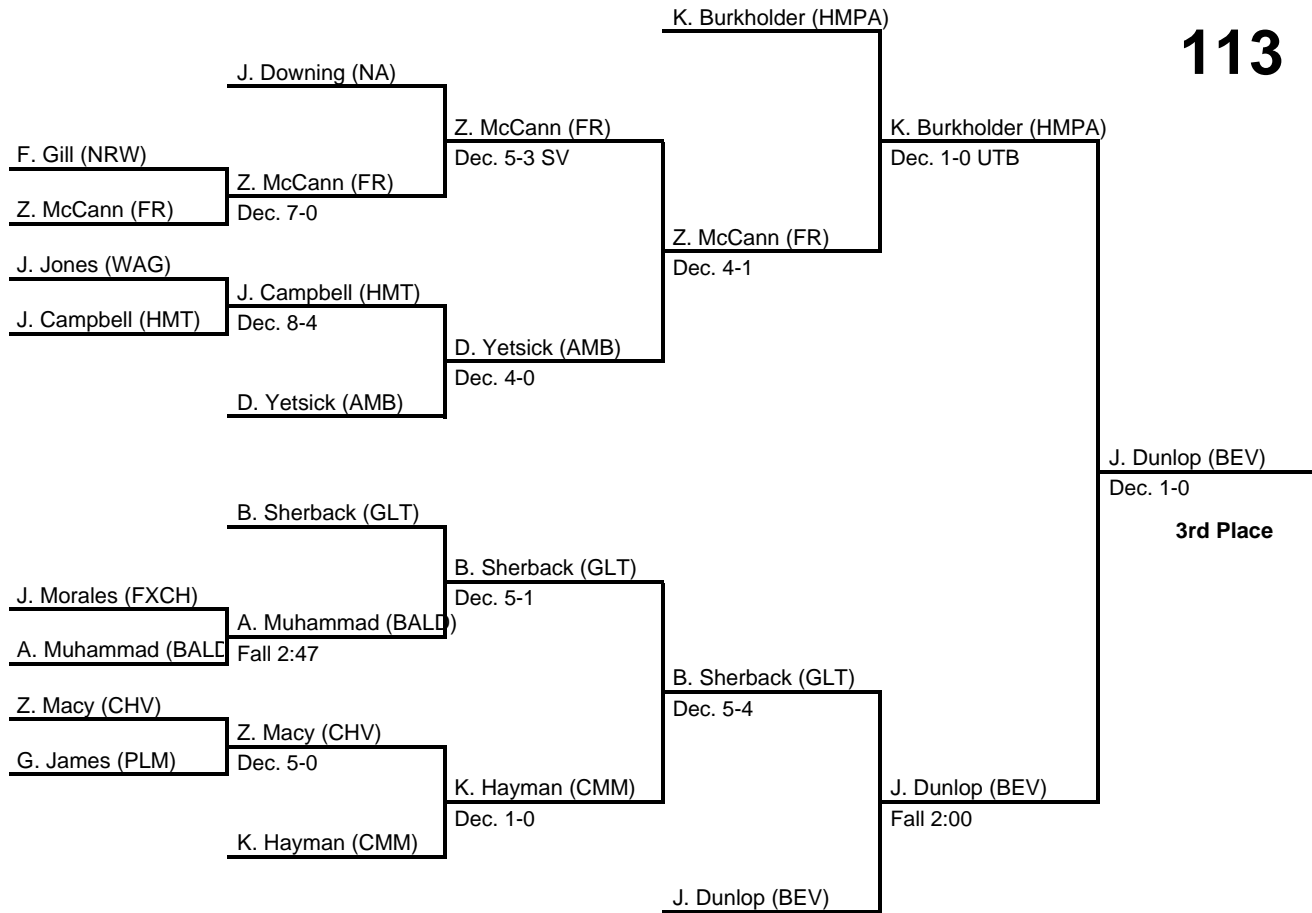 K. Burkholder (HMPA)
113
J. Downing (NA)
Z. McCann (FR)
Dec. 5-3 SV
K. Burkholder (HMPA)
Dec. 1-0 UTB
F. Gill (NRW)
Z. McCann (FR)
Z. McCann (FR)
Dec. 7-0
Z. McCann (FR)
Dec. 4-1
J. Jones (WAG)
J. Campbell (HMT)
J. Campbell (HMT)
Dec. 8-4
D. Yetsick (AMB)
Dec. 4-0
D. Yetsick (AMB)
J. Dunlop (BEV)
Dec. 1-0
3rd Place
B. Sherback (GLT)
B. Sherback (GLT)
Dec. 5-1
J. Morales (FXCH)
A. Muhammad (BALD
A. Muhammad (BALD)
Fall 2:47
B. Sherback (GLT)
Dec. 5-4
Z. Macy (CHV)
G. James (PLM)
Z. Macy (CHV)
Dec. 5-0
K. Hayman (CMM)
Dec. 1-0
J. Dunlop (BEV)
Fall 2:00
K. Hayman (CMM)
J. Dunlop (BEV)